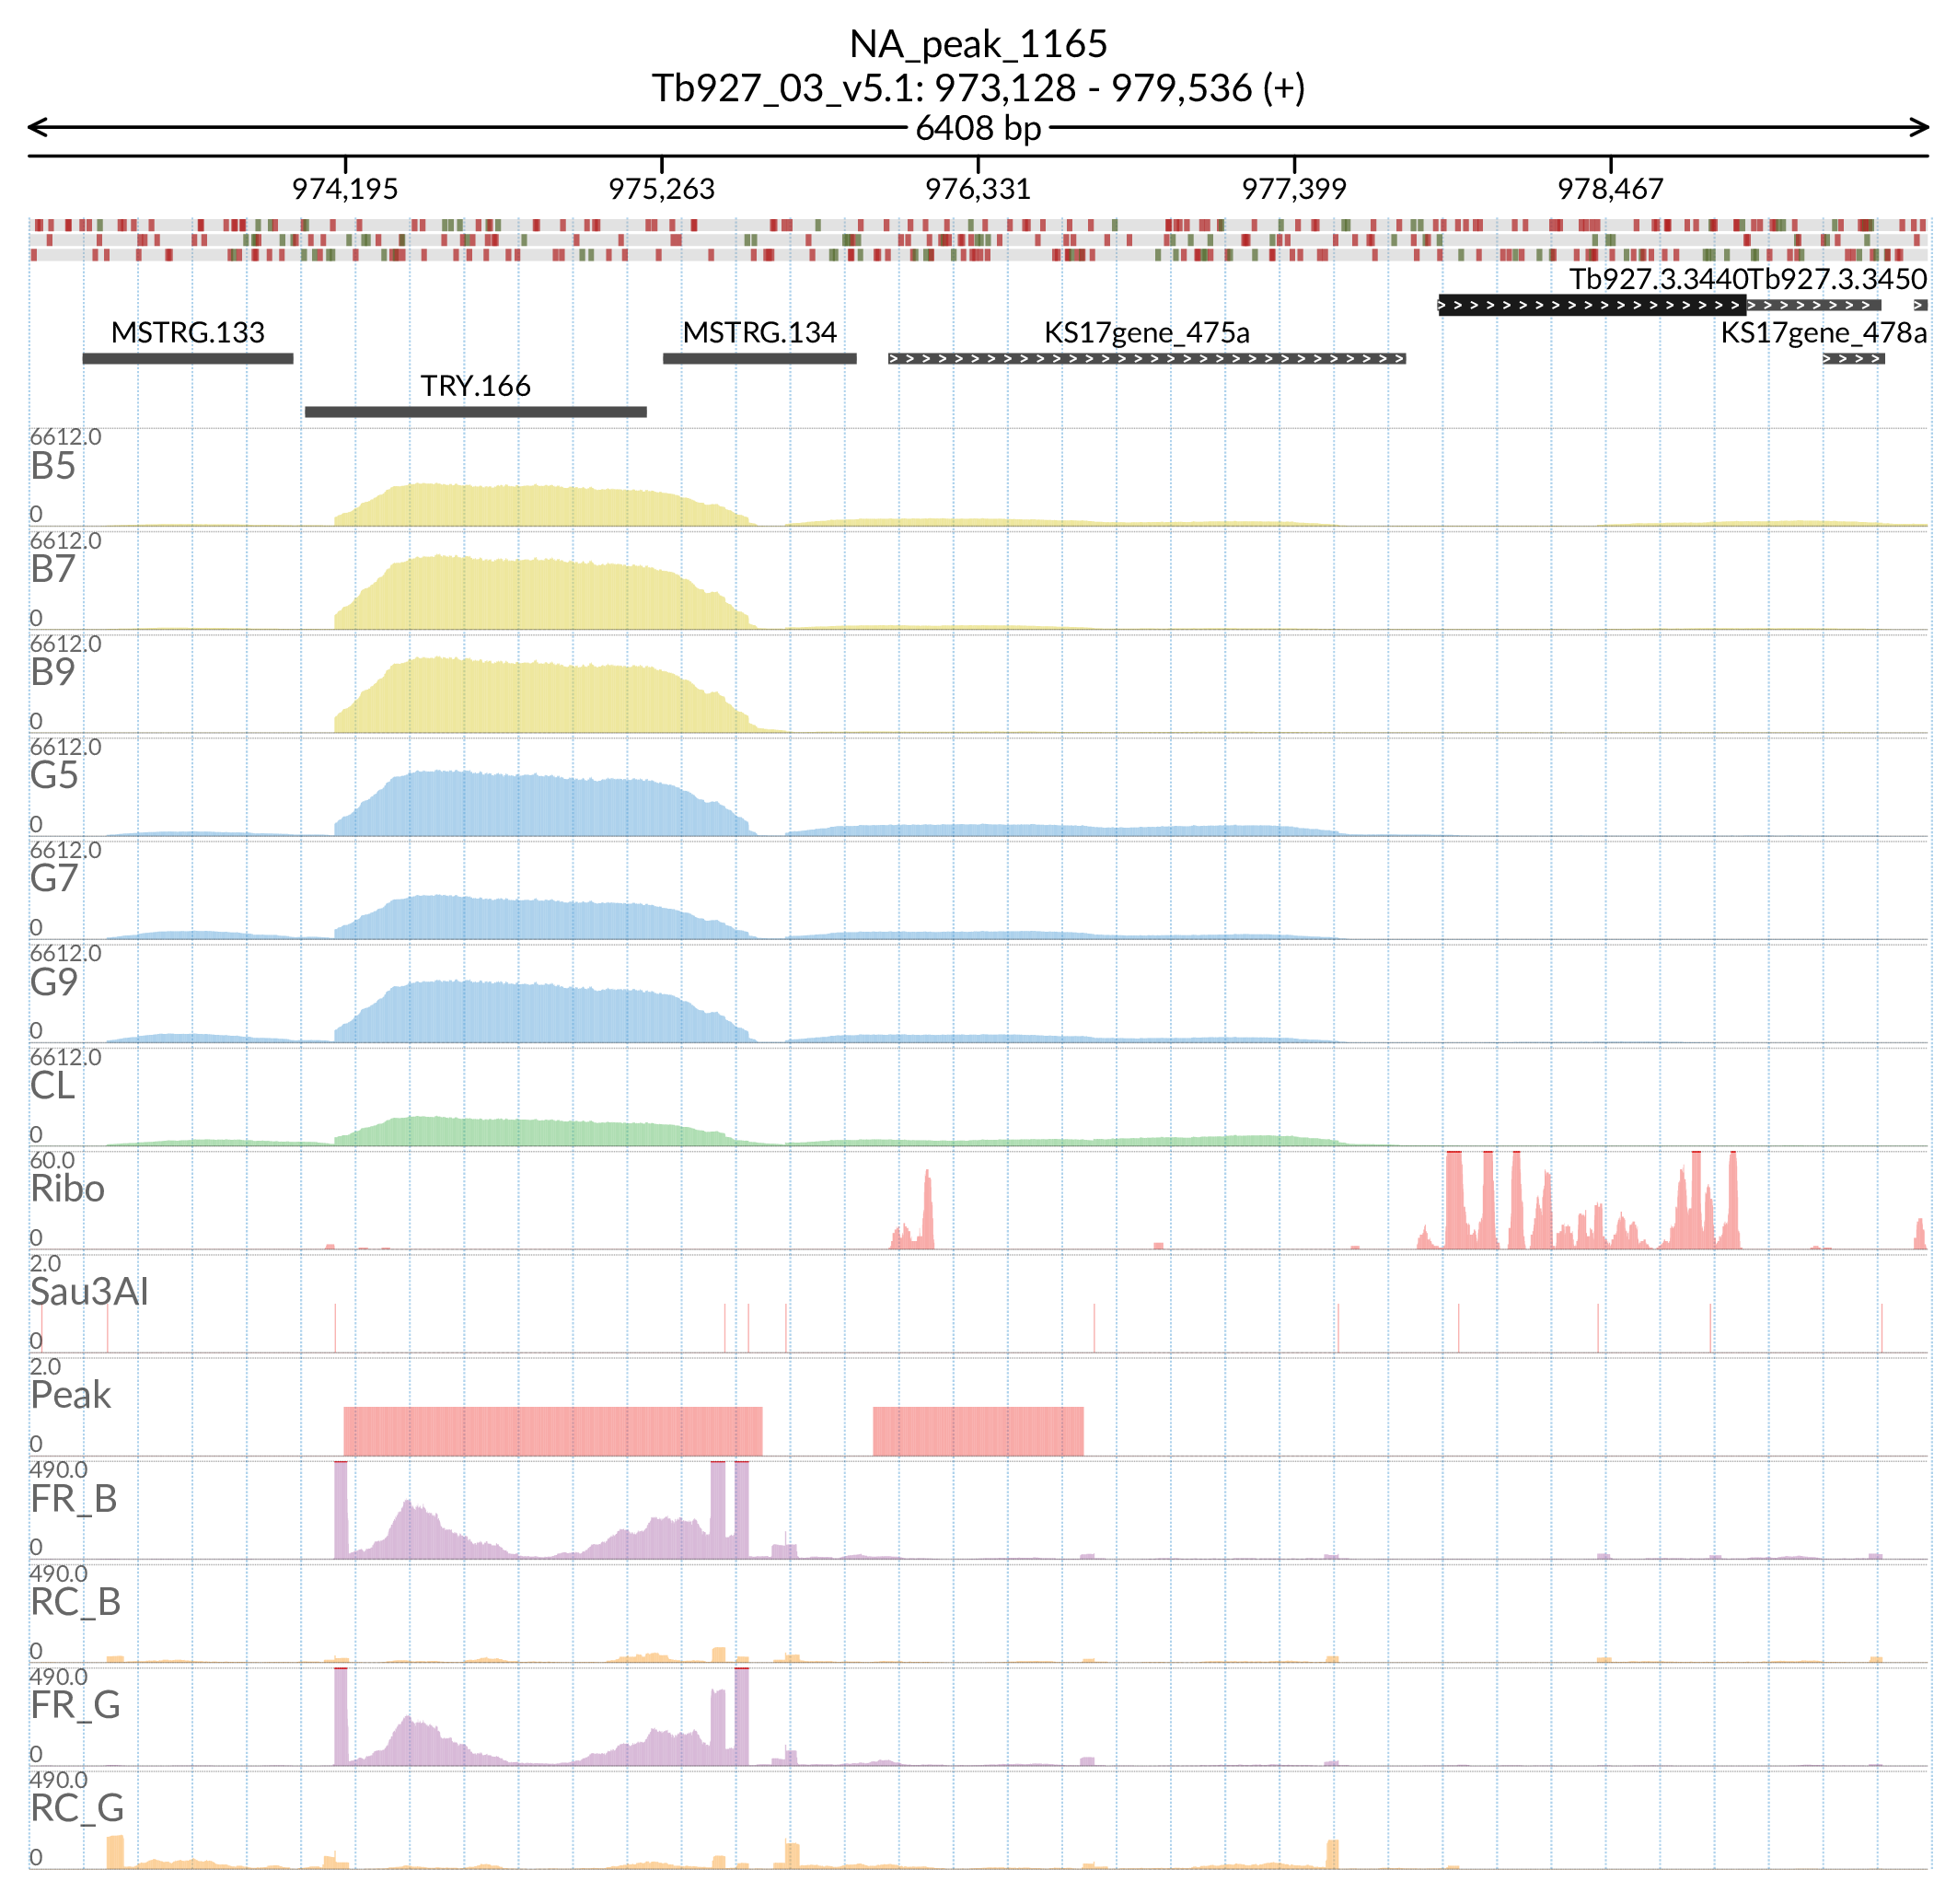 NA_peak_1165
Tb927_03_v5.1: 973,128 - 979,536 (+)
6408 bp
974,195 975,263 976,331 977,399 978,467
Tb927.3.3440 Tb927.3.3450
MSTRG.133 MSTRG.134 KS17gene_475a KS17gene_478a
TRY.166
6612.0
B5
0
6612.0
B7
0
6612.0
B9
0
6612.0
G5
0
6612.0
G7
0
6612.0
G9
0
6612.0
CL
0
60.0
Ribo
0
2.0
Sau3AI
0
2.0
Peak
0
490.0
FR_B
0
490.0
RC_B
0
490.0
FR_G
0
490.0
RC_G
0